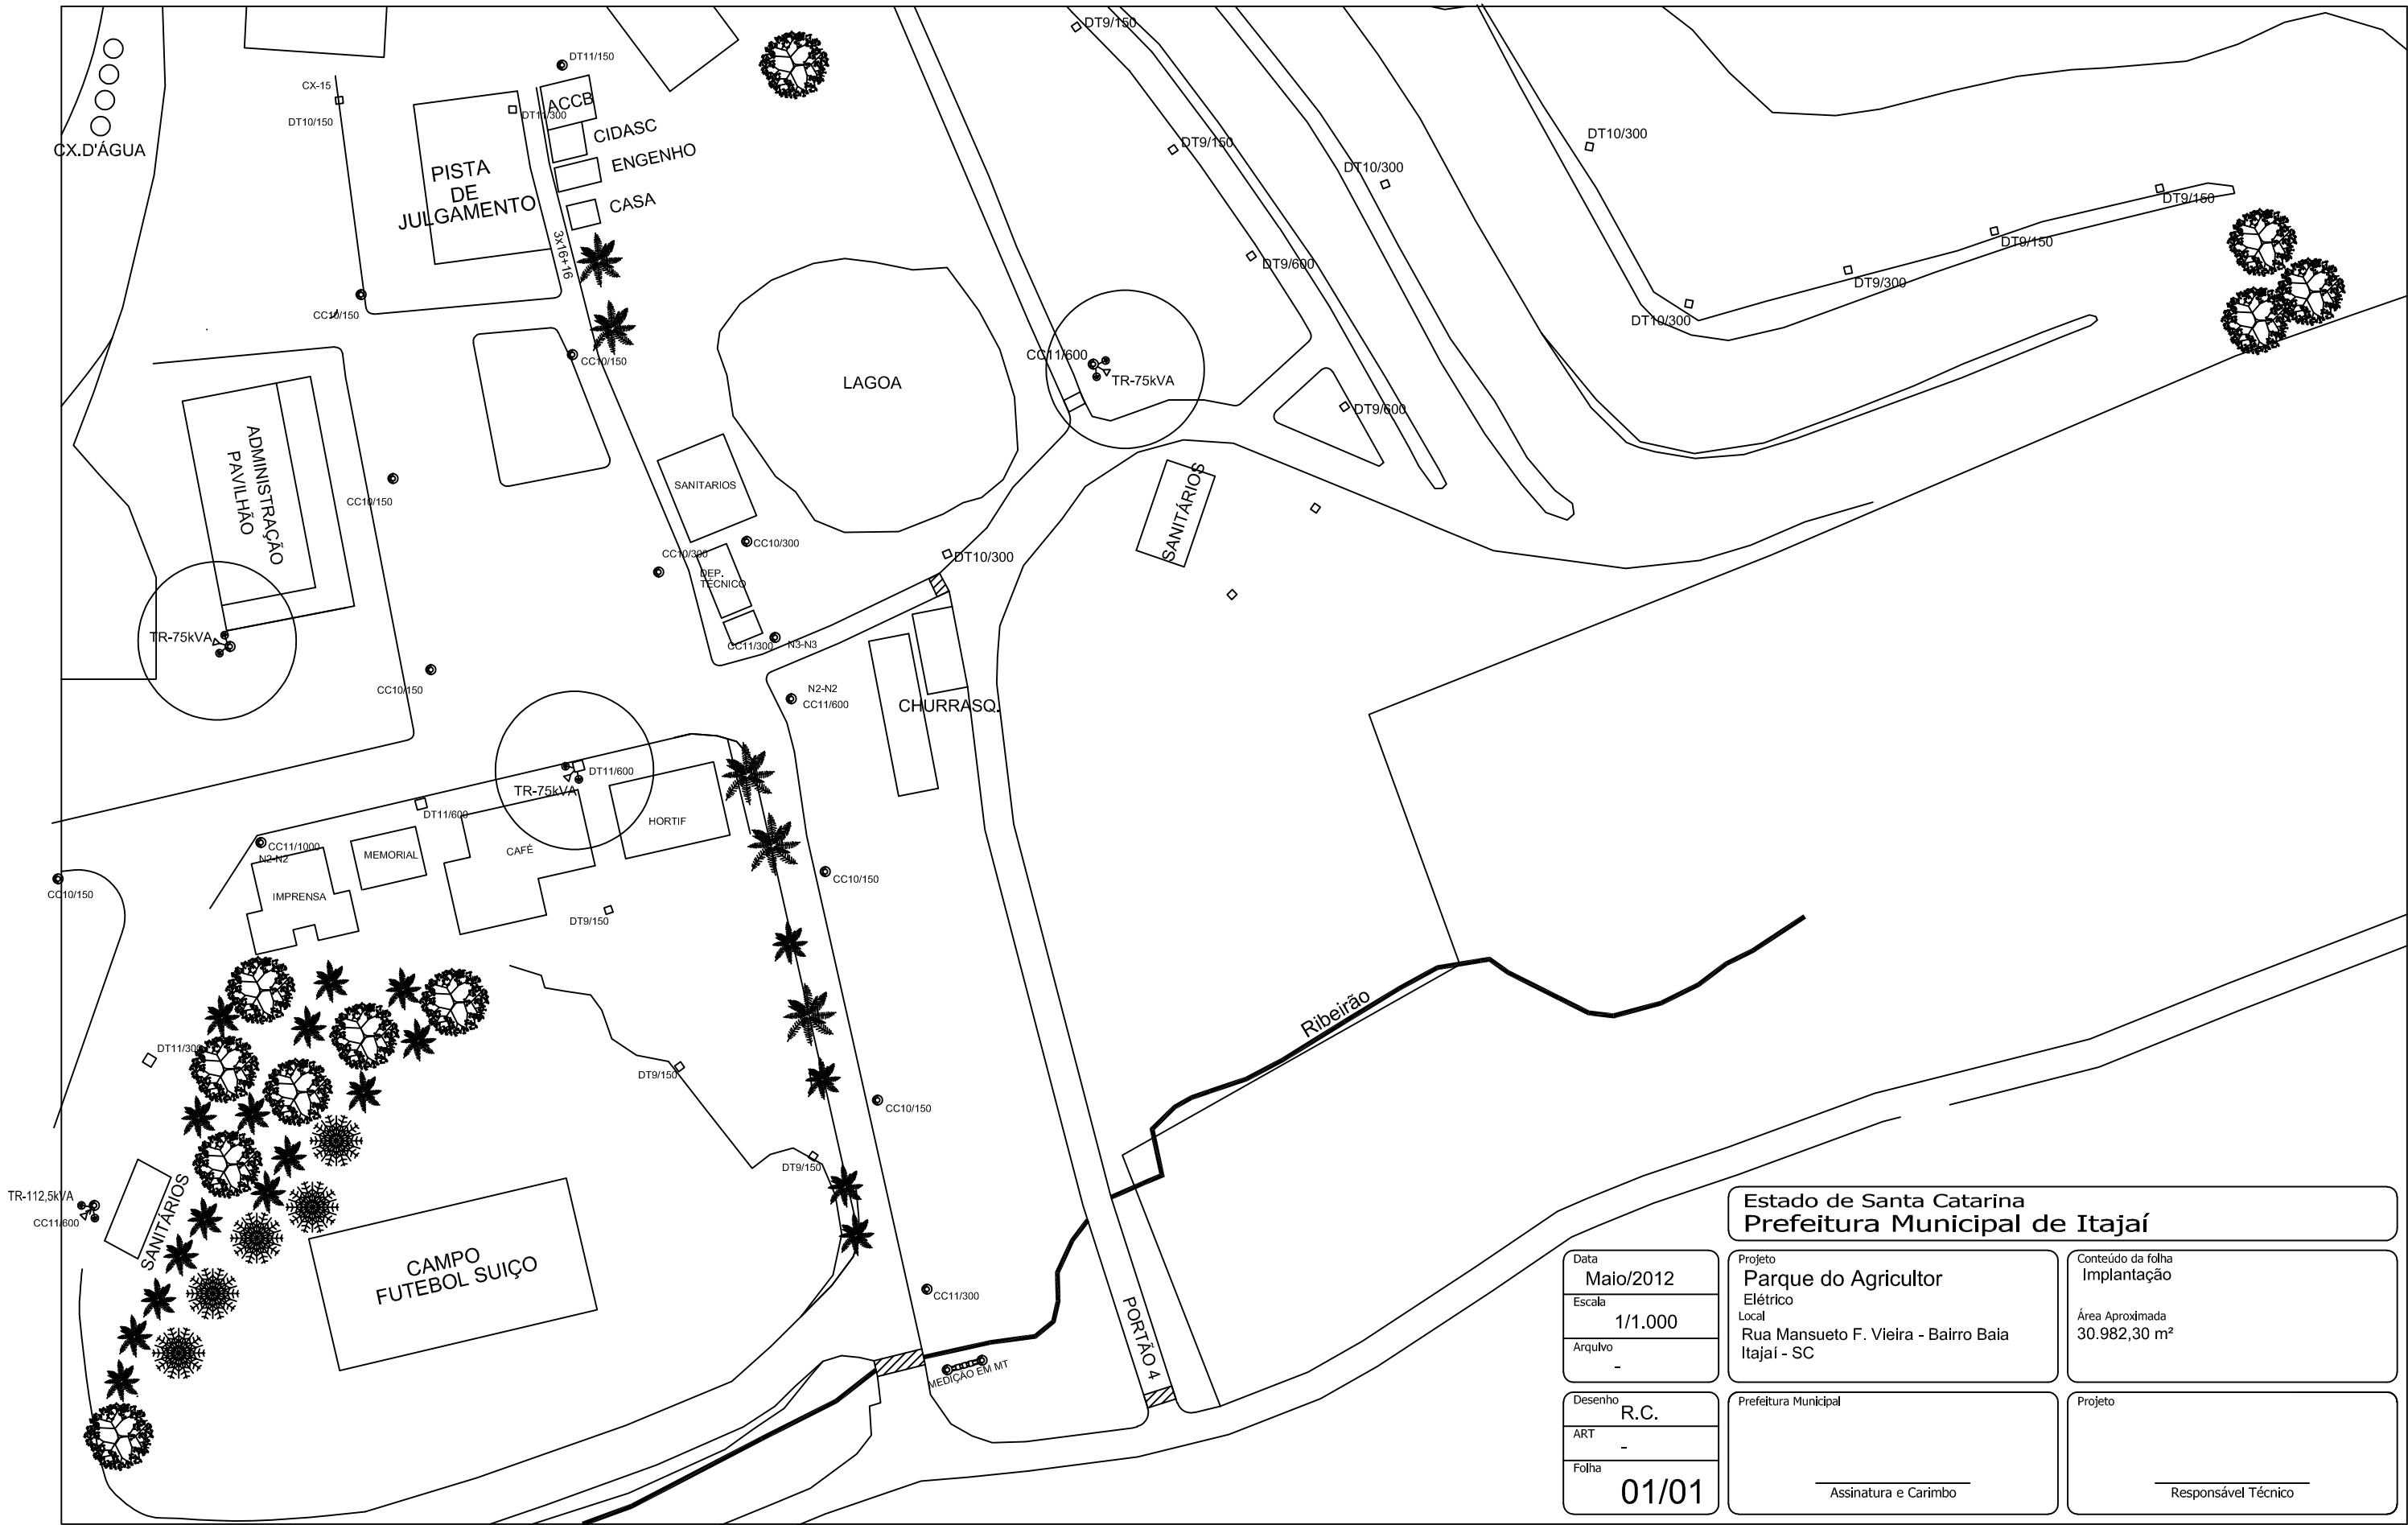 DT9/150
DT11/150
CX-15
ACCB
DT11/300
DT10/150
CIDASC
DT10/300
CX.D'ÁGUA
ENGENHO
DT9/150
PISTA
DE
JULGAMENTO
DT10/300
CASA
DT9/150
3x16+16
DT9/150
DT9/600
DT9/300
CC10/150
DT10/300
CC10/150
CC11/600
TR-75kVA
LAGOA
DT9/600
ADMINISTRAÇÃO
PAVILHÃO
SANITARIOS
CC10/150
SANITÁRIOS
CC10/300
CC10/300
DT10/300
DEP.
TÉCNICO
TR-75kVA
CC11/300
N3-N3
CC10/150
N2-N2
CC11/600
CHURRASQ.
DT11/600
TR-75kVA
DT11/600
HORTIF
CC11/1000
N2-N2
MEMORIAL
CAFÉ
CC10/150
CC10/150
IMPRENSA
DT9/150
Ribeirão
DT11/300
DT9/150
CC10/150
DT9/150
TR-112,5kVA
CC11/600
SANITÁRIOS
CAMPO
FUTEBOL SUIÇO
CC11/300
PORTÃO 4
MEDIÇÃO EM MT
Estado de Santa Catarina
Prefeitura Municipal de Itajaí
Data
Maio/2012
Escala
1/1.000
Arquivo
-
Projeto
Parque do Agricultor
Elétrico
Local
Rua Mansueto F. Vieira - Bairro Baia
Itajaí - SC
Conteúdo da folha
Implantação
Área Aproximada
30.982,30 m²
Desenho
R.C.
ART
-
Folha
01/01
Prefeitura Municipal
Assinatura e Carimbo
Projeto
Responsável Técnico